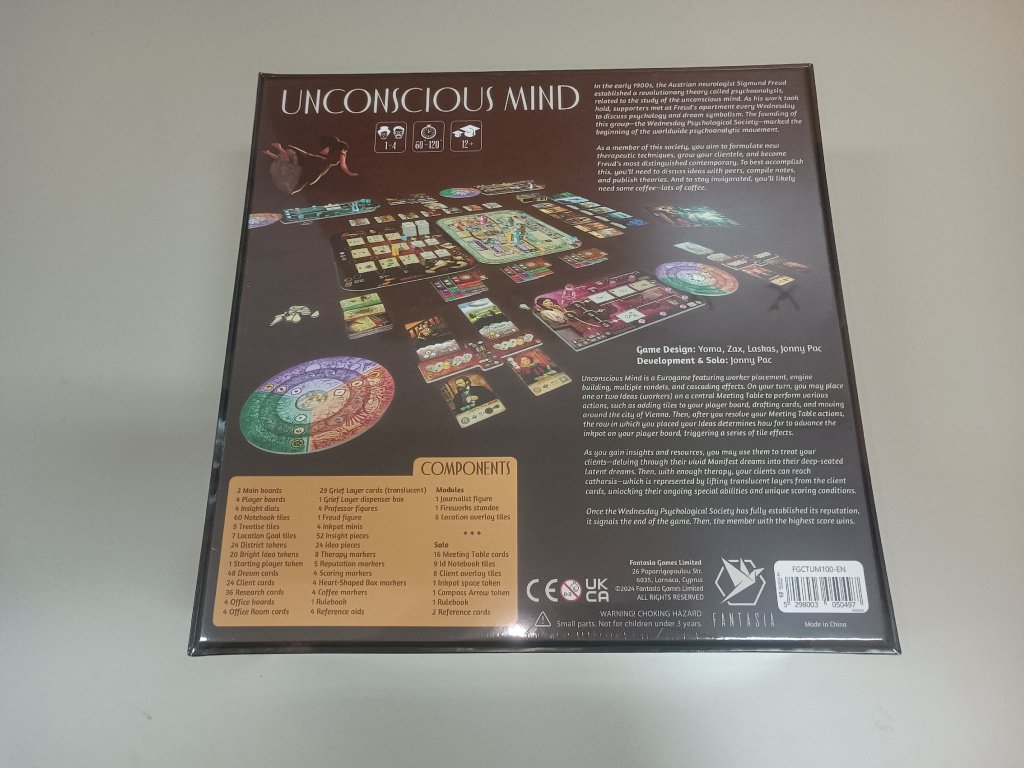 UNCONSCIOUS MIND
1-4
60-120'
12+
In the early 1900s, the Austrian neurologist Sigmund Freud
established a revolutionary theory called psychoanalysis,
related to the study of the unconscious mind. As his work took
hold, supporters met at Freud's apartment every Wednesday
to discuss psychology and dream symbolism. The founding of
this group—the Wednesday Psychological Society—marked the
beginning of the worldwide psychoanalytic movement.
As a member of this society, you aim to formulate new
therapeutic techniques, grow your clientele, and become
Freud's most distinguished contemporary. To best accomplish
this, you'll need to discuss ideas with peers, compile notes,
and publish theories. And to stay invigorated, you'll likely
need some coffee—lots of coffee.
Game Design: Yoma, Zax, Laskas, Jonny Pac
Development & Solo: Jonny Pac
Unconscious Mind is a Eurogame featuring worker placement, engine
building, multiple rondels, and cascading effects. On your turn, you may place
one or two Ideas (workers) on a central Meeting Table to perform various
actions, such as adding tiles to your player board, drafting cards, and moving
around the city of Vienna. Then, after you resolve your Meeting Table actions,
the row in which you placed your Ideas determines how far to advance the
inkpot on your player board, triggering a series of tile effects.
As you gain insights and resources, you may use them to treat your
clients—delving through their vivid Manifest dreams into their deep-seated
Latent dreams. Then, with enough therapy, your clients can reach
catharsis—which is represented by lifting translucent layers from the client
cards, unlocking their ongoing special abilities and unique scoring conditions.
Once the Wednesday Psychological Society has fully established its reputation,
it signals the end of the game. Then, the member with the highest score wins.
COMPONENTS
2 Main boards
4 Player boards
4 Insight dials
60 Notebook tiles
9 Treatise tiles
7 Location Goal tiles
24 District tokens
20 Bright Idea tokens
1 Starting player token
48 Dream cards
24 Client cards
36 Research cards
4 Office boards
4 Office Room cards
29 Grief Layer cards (translucent)
1 Grief Layer dispenser box
4 Professor figures
1 Freud figure
4 Inkpot minis
52 Insight pieces
24 Idea pieces
8 Therapy markers
5 Reputation markers
4 Scoring markers
4 Heart-Shaped Box markers
4 Coffee markers
1 Rulebook
4 Reference aids
Modules
1 Journalist figure
1 Fireworks standee
6 Location overlay tiles
Solo
16 Meeting Table cards
9 Id Notebook tiles
8 Client overlay tiles
1 Inkpot space token
1 Compass Arrow token
1 Rulebook
2 Reference cards
CE
0-3
UK
CA
Fantasia Games Limited
26 Paparigopoulou Str.
6035, Larnaca, Cyprus
©2024 Fantasia Games Limited
ALL RIGHTS RESERVED
WARNING! CHOKING HAZARD
Small parts. Not for children under 3 years.
FANTASIA
FGCTUM100-EN
5 298003 050497
Made in China